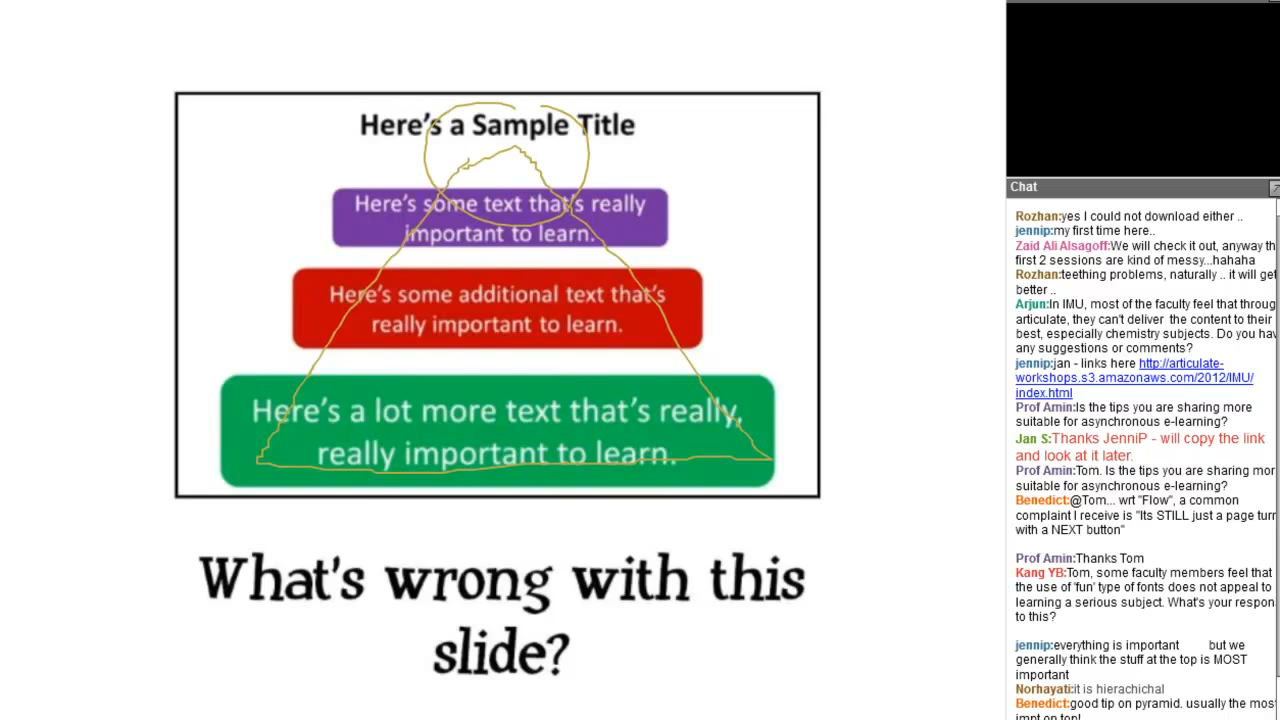 Here's a Sample Title
Here's some text that's really
important to learn.
Here's some additional text that's
really important to learn.
Here's a lot more text that's really,
really important to learn.
What's wrong with this
slide?
Chat
Rozhan:yes I could not download either ..
jennip:my first time here..
Zaid Ali Alsagoff:We will check it out, anyway th
first 2 sessions are kind of messy...hahaha
Rozhan:teething problems, naturally .. it will get
better ..
Arjun:In IMU, most of the faculty feel that throug
articulate, they can't deliver the content to their
best, especially chemistry subjects. Do you hav
any suggestions or comments?
jennip:jan - links here http://articulate-
workshops.s3.amazonaws.com/2012/IMU/
index.html
Prof Amin:Is the tips you are sharing more
suitable for asynchronous e-learning?
Jan S:Thanks JenniP - will copy the link
and look at it later.
Prof Amin:Tom. Is the tips you are sharing mor
suitable for asynchronous e-learning?
Benedict:@Tom... wrt "Flow", a common
complaint I receive is "Its STILL just a page turn
with a NEXT button"
Prof Amin:Thanks Tom
Kang YB:Tom, some faculty members feel that
the use of 'fun' type of fonts does not appeal to
learning a serious subject. What's your respon
to this?
jennip:everything is important but we
generally think the stuff at the top is MOST
important
Norhayati:it is hierachichal
Benedict:good tip on pyramid. usually the mos
impt on top!